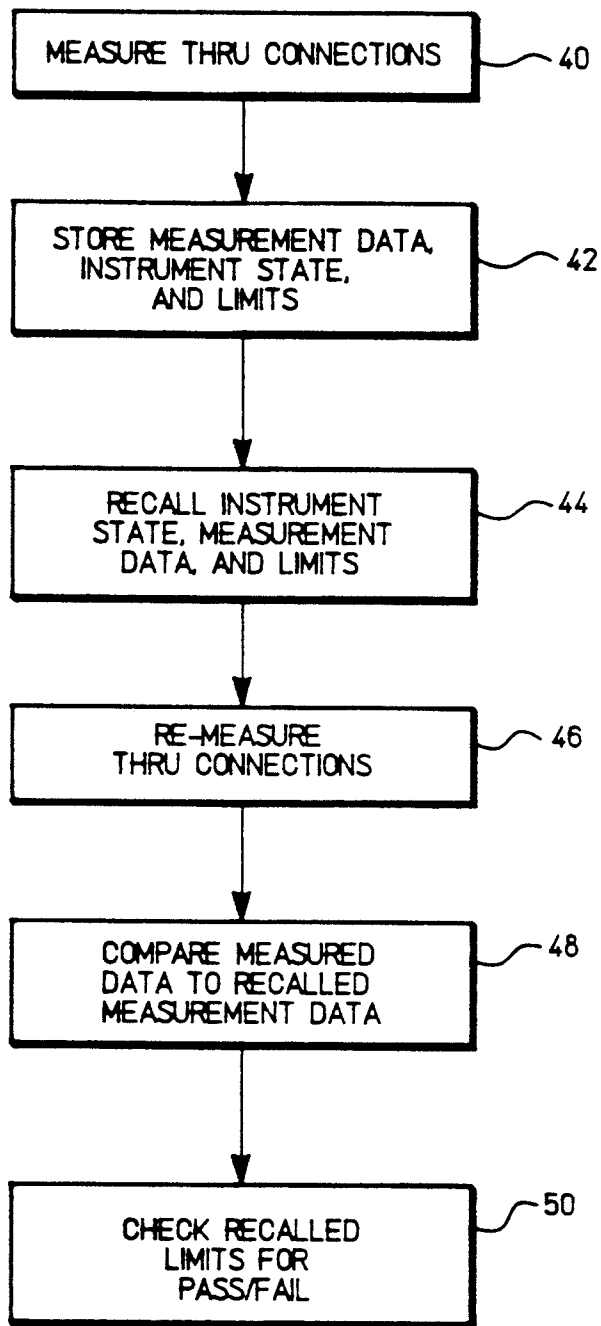 MEASURE THRU CONNECTIONS
40
STORE MEASUREMENT DATA,
INSTRUMENT STATE,
AND LIMITS
42
RECALL INSTRUMENT
STATE, MEASUREMENT
DATA, AND LIMITS
44
RE-MEASURE
THRU CONNECTIONS
46
COMPARE MEASURED
DATA TO RECALLED
MEASUREMENT DATA
48
CHECK RECALLED
LIMITS FOR
PASS/FAIL
50